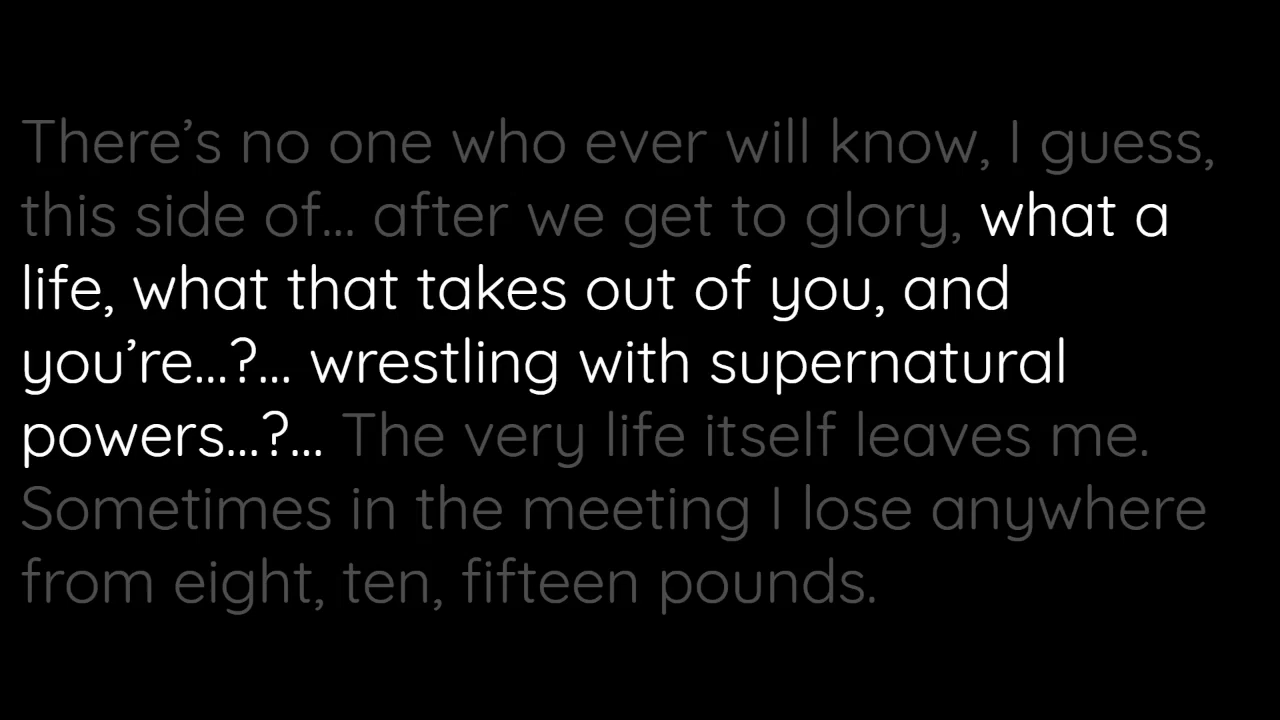 There’s no one who ever will know, I guess,
this side of... after we get to glory, what a
life, what that takes out of you, and
you’re...?... wrestling with supernatural
powers...?... The very life itself leaves me.
Sometimes in the meeting I lose anywhere
from eight, ten, fifteen pounds.